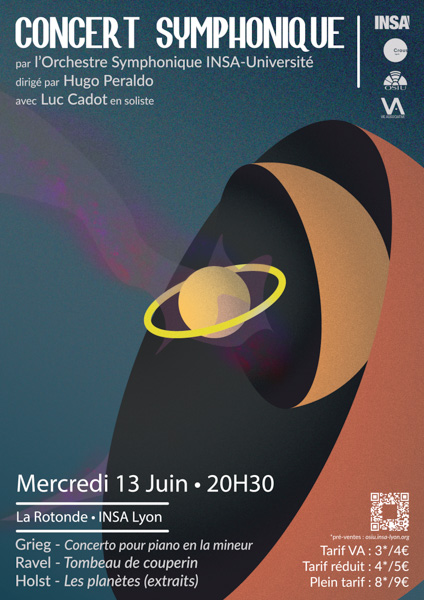 CONCERT SYMPHONIQUE
par l'Orchestre Symphonique INSA-Université
dirigé par Hugo Peraldo
avec Luc Cadot en soliste
INSA
OSIU
VA
Mercredi 13 Juin • 20H30
La Rotonde • INSA Lyon
Grieg - Concerto pour piano en la mineur
Ravel - Tombeau de couperin
Holst - Les planètes (extraits)
*pré-ventes : osiu.insa-lyon.org
Tarif VA : 3*/4€
Tarif réduit : 4*/5€
Plein tarif : 8*/9€